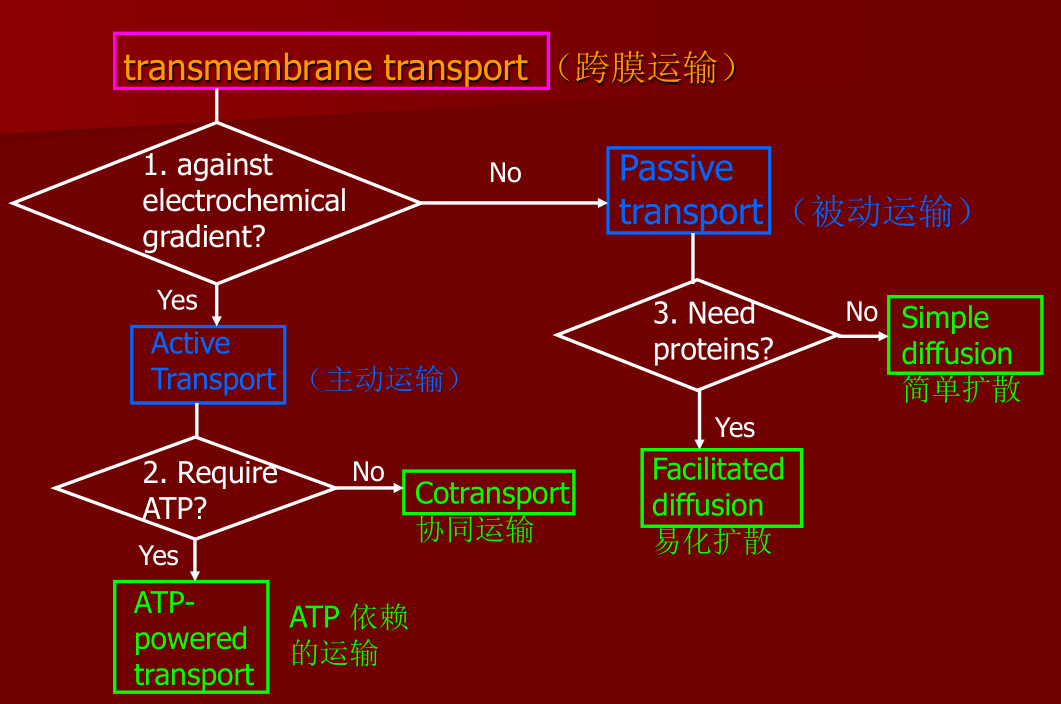 transmembrane transport（跨膜运输）
1. against
electrochemical
gradient?
No
Passive
transport（被动运输）
Yes
Active
Transport（主动运输）
3. Need
proteins?
No
Simple
diffusion
简单扩散
Yes
Facilitated
diffusion
易化扩散
2. Require
ATP?
No
Cotransport
协同运输
Yes
ATP-
powered
transport
ATP 依赖
的运输